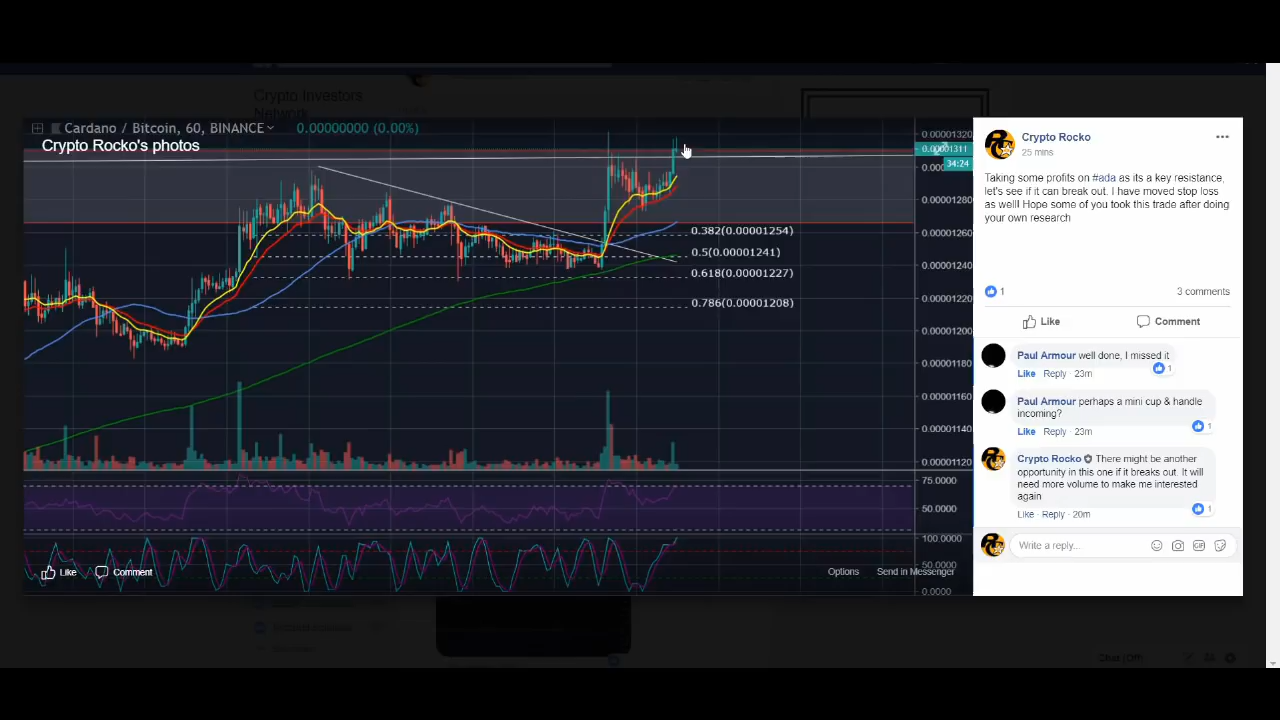 Crypto Investors
Network
Cardano / Bitcoin, 60, BINANCE
0.00000000 (0.00%)
Crypto Rocko's photos
0.382(0.00001254)
0.5(0.00001241)
0.618(0.00001227)
0.786(0.00001208)
0.00001320
0.00001311
34:24
0.00001280
0.00001260
0.00001240
0.00001220
0.00001200
0.00001180
0.00001160
0.00001140
0.00001120
75.0000
50.0000
100.0000
50.0000
0.0000
Like
Comment
Options
Send in Messenger
Crypto Rocko
25 mins
Taking some profits on #ada as its a key resistance,
let's see if it can break out. I have moved stop loss
as well! Hope some of you took this trade after doing
your own research
1
3 comments
Like
Comment
Paul Armour well done, I missed it
1
Like Reply 23m
Paul Armour perhaps a mini cup & handle
incoming?
1
Like Reply 23m
Crypto Rocko There might be another
opportunity in this one if it breaks out. It will
need more volume to make me interested
again
1
Like · Reply · 20m
Write a reply...
GIF
Chat (Off)